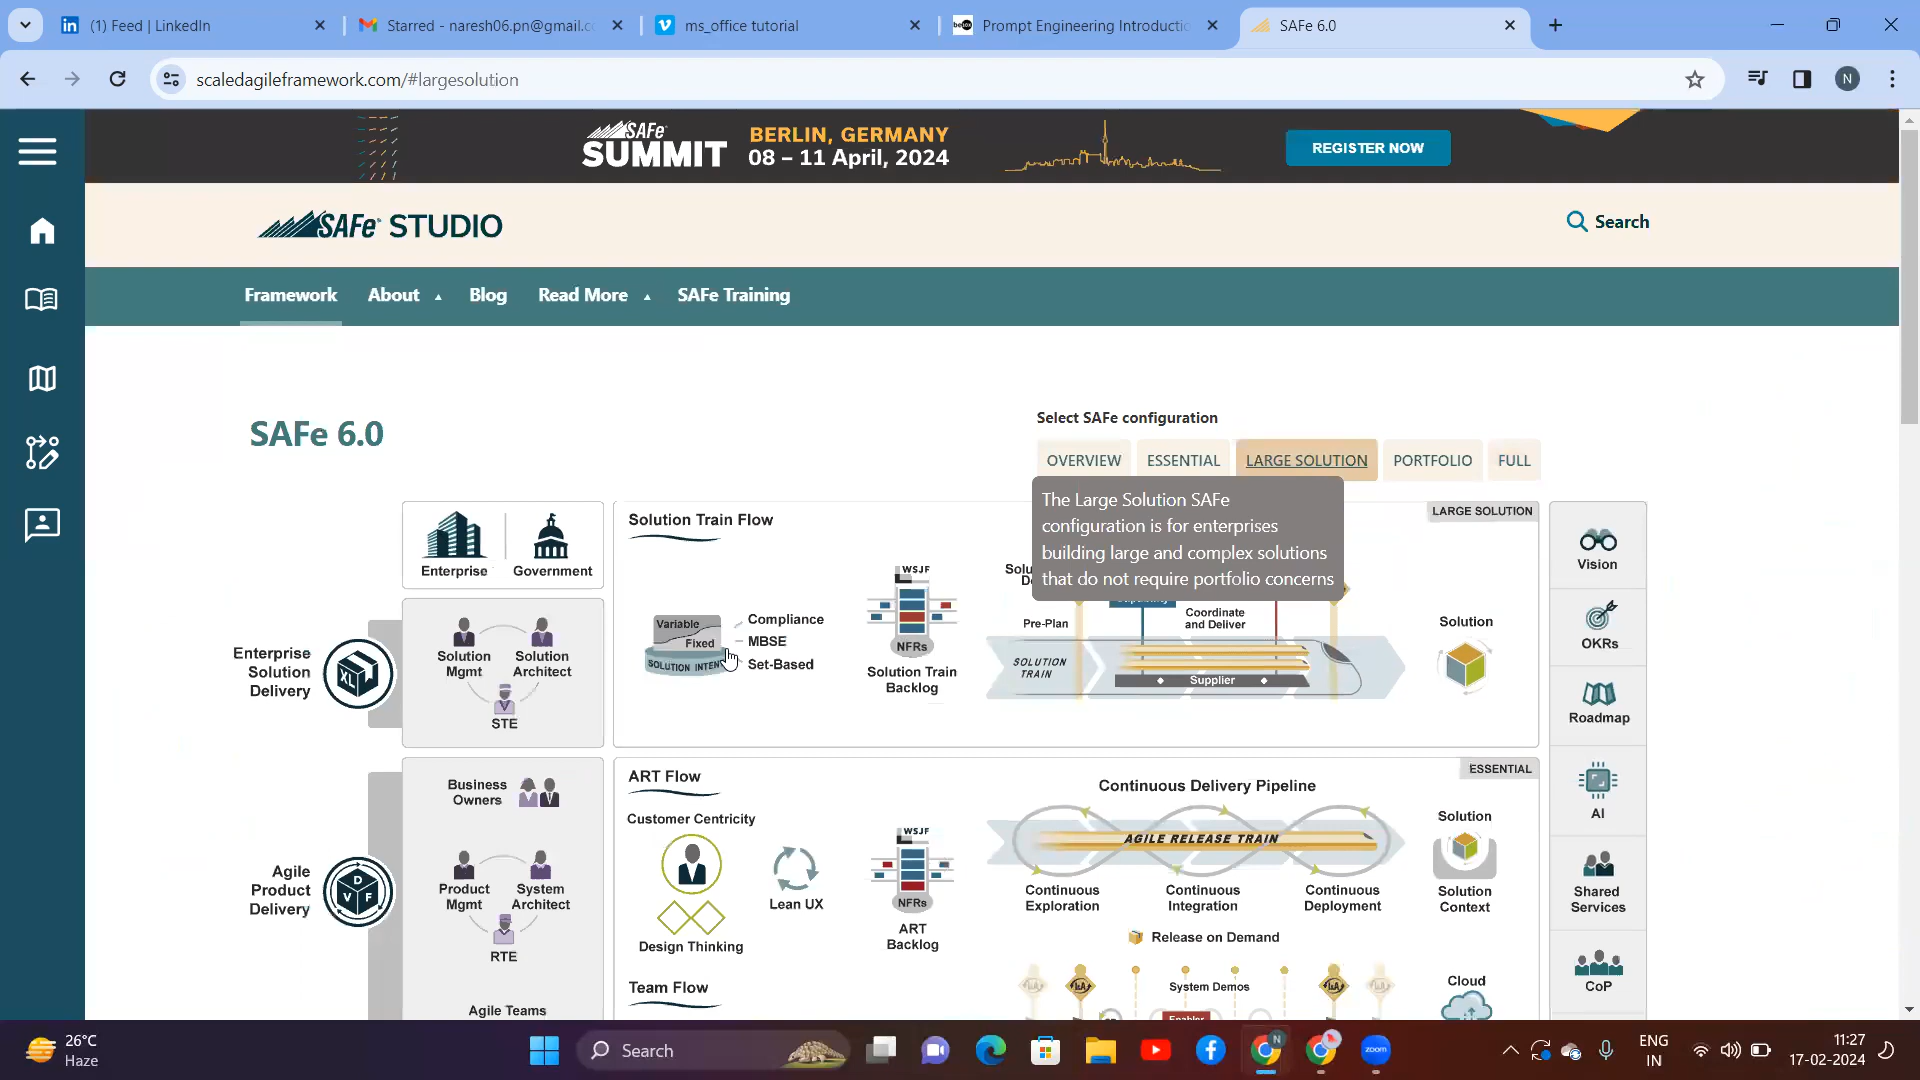 (1) Feed | LinkedIn
Starred - naresh06.pn@gmail.c
ms_office tutorial
Prompt Engineering Introducti
SAFe 6.0
scaledagileframework.com/#largesolution
N
SAFe
SUMMIT
BERLIN, GERMANY
08 – 11 April, 2024
REGISTER NOW
SAFe STUDIO
Search
Framework
About
Blog
Read More
SAFe Training
SAFe 6.0
Select SAFe configuration
OVERVIEW
ESSENTIAL
LARGE SOLUTION
PORTFOLIO
FULL
The Large Solution SAFe
configuration is for enterprises
building large and complex solutions
that do not require portfolio concerns
Enterprise
Government
Solution Train Flow
LARGE SOLUTION
Enterprise
Solution
Delivery
XL
Solution
Mgmt
Solution
Architect
STE
Variable
Fixed
SOLUTION INTEN
Compliance
MBSE
Set-Based
WSJF
NFRs
Solution Train
Backlog
Pre-Plan
Coordinate
and Deliver
SOLUTION
TRAIN
Supplier
Solution
Vision
OKRs
Roadmap
AI
Shared
Services
CoP
Agile
Product
Delivery
D
V F
Business
Owners
Product
Mgmt
System
Architect
RTE
Agile Teams
ART Flow
ESSENTIAL
Customer Centricity
Lean UX
Design Thinking
WSJF
NFRs
ART
Backlog
Continuous Delivery Pipeline
AGILE RELEASE TRAIN
Continuous
Exploration
Continuous
Integration
Continuous
Deployment
Release on Demand
Solution
Solution
Context
Team Flow
System Demos
Cloud
26°C
Haze
Search
N
zoom
ENG
IN
11:27
17-02-2024